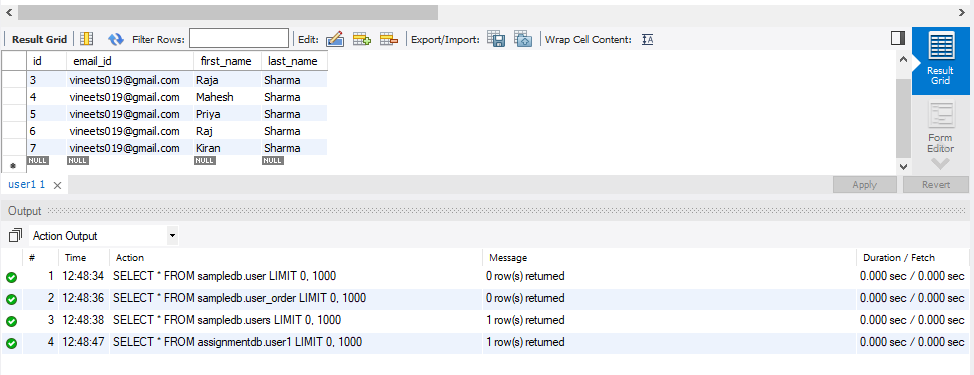 Result Grid Filter Rows: Edit: Export/Import: Wrap Cell Content: IA
id email_id first_name last_name
3 vineets019@gmail.com Raja Sharma
4 vineets019@gmail.com Mahesh Sharma
5 vineets019@gmail.com Priya Sharma
6 vineets019@gmail.com Raj Sharma
7 vineets019@gmail.com Kiran Sharma
NULL NULL NULL NULL
Result
Grid
Form
Editor
user1 1 Apply Revert
Output
Action Output
# Time Action Message Duration / Fetch
1 12:48:34 SELECT * FROM sampledb.user LIMIT 0, 1000 0 row(s) returned 0.000 sec / 0.000 sec
2 12:48:36 SELECT * FROM sampledb.user_order LIMIT 0, 1000 0 row(s) returned 0.000 sec / 0.000 sec
3 12:48:38 SELECT * FROM sampledb.users LIMIT 0, 1000 1 row(s) returned 0.000 sec / 0.000 sec
4 12:48:47 SELECT * FROM assignmentdb.user1 LIMIT 0, 1000 1 row(s) returned 0.000 sec / 0.000 sec